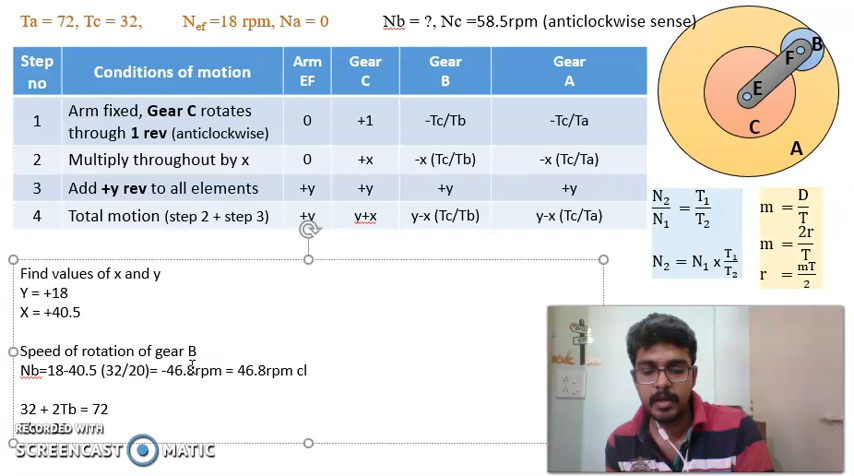 Ta = 72, Tc = 32, Nef =18 rpm, Na = 0 Nb = ?, Nc =58.5rpm (anticlockwise sense)
Step no Conditions of motion Arm EF Gear C Gear B Gear A
1 Arm fixed, Gear C rotates through 1 rev (anticlockwise) 0 +1 -Tc/Tb -Tc/Ta
2 Multiply throughout by x 0 +x -x (Tc/Tb) -x (Tc/Ta)
3 Add +y rev to all elements +y +y +y +y
4 Total motion (step 2 + step 3) +y y+x y-x (Tc/Tb) y-x (Tc/Ta)
B
F
E
C
A
N2/N1 = T1/T2
N2 = N1 x T1/T2
m = D/T
m = 2r/T
r = mT/2
Find values of x and y
Y = +18
X = +40.5
Speed of rotation of gear B
Nb=18-40.5 (32/20)= -46.8rpm = 46.8rpm cl
32 + 2Tb = 72
RECORDED WITH
SCREENCAST MATIC